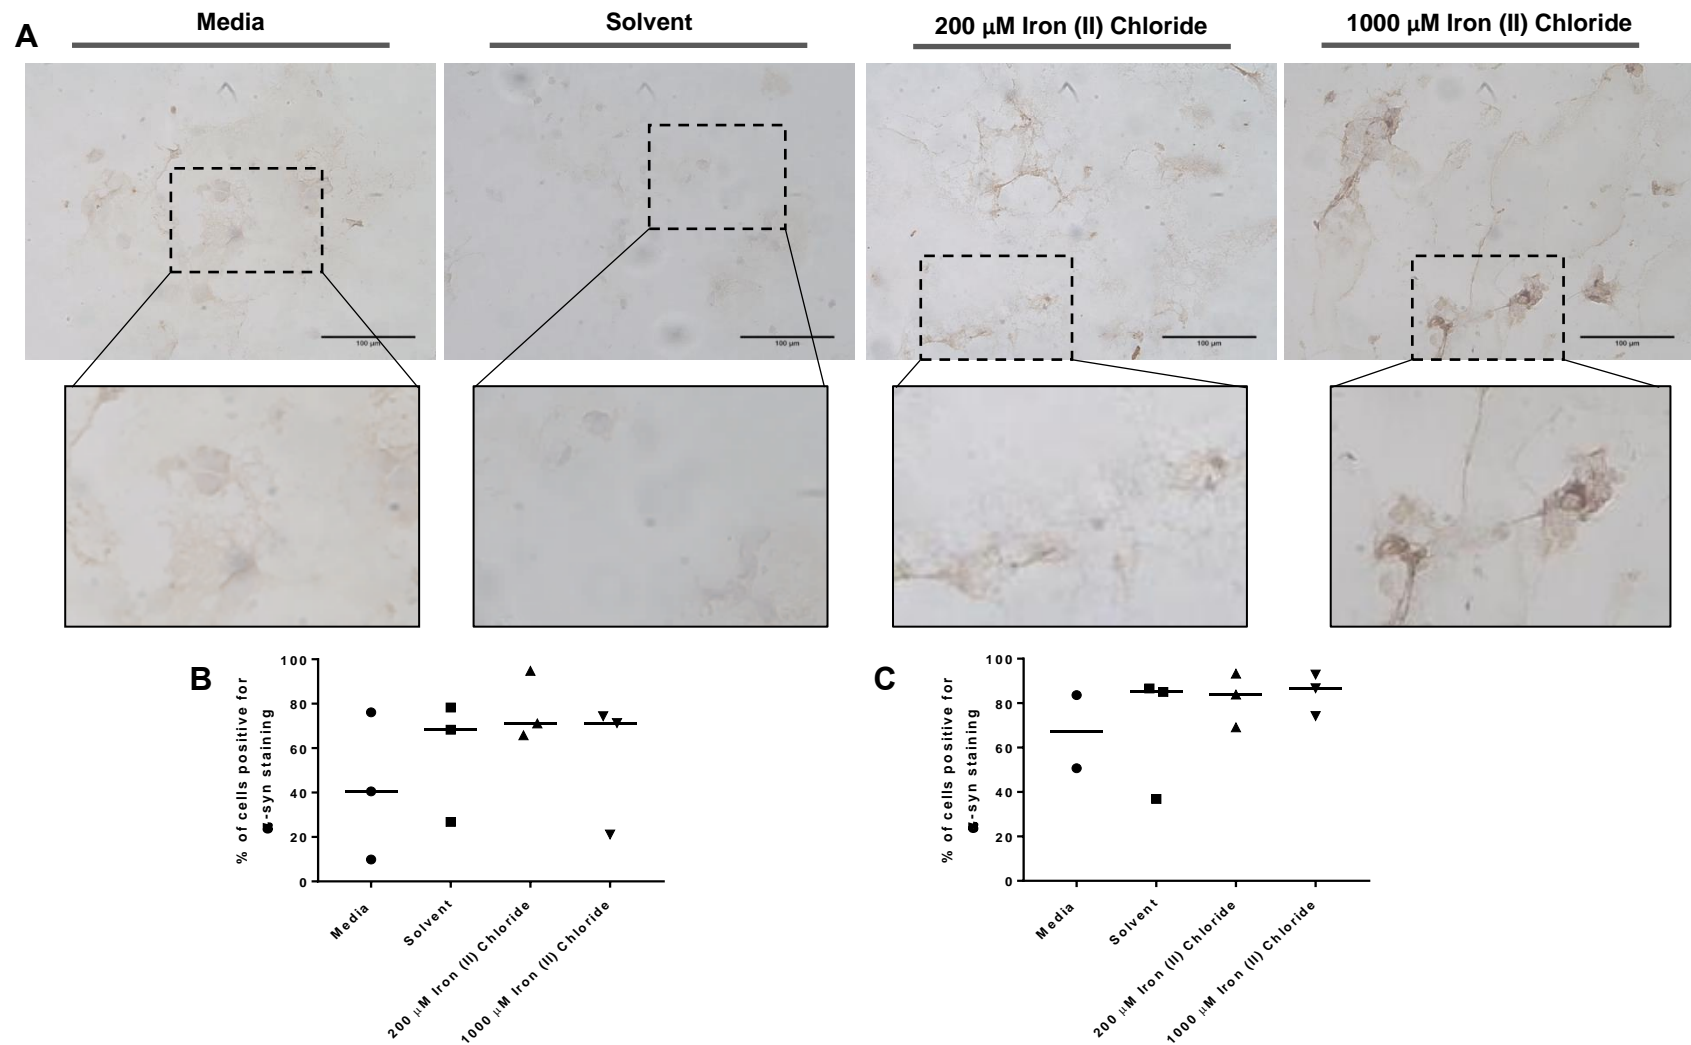 A
Media
Solvent
200 µM Iron (II) Chloride
1000 µM Iron (II) Chloride
100 µm
100 µm
100 µm
100 µm
B
% of cells positive for
-syn staining
100
80
60
40
20
0
Media
Solvent
200 µM Iron (II) Chloride
1000 µM Iron (II) Chloride
C
% of cells positive for
-syn staining
100
80
60
40
20
0
Media
Solvent
200 µM Iron (II) Chloride
1000 µM Iron (II) Chloride